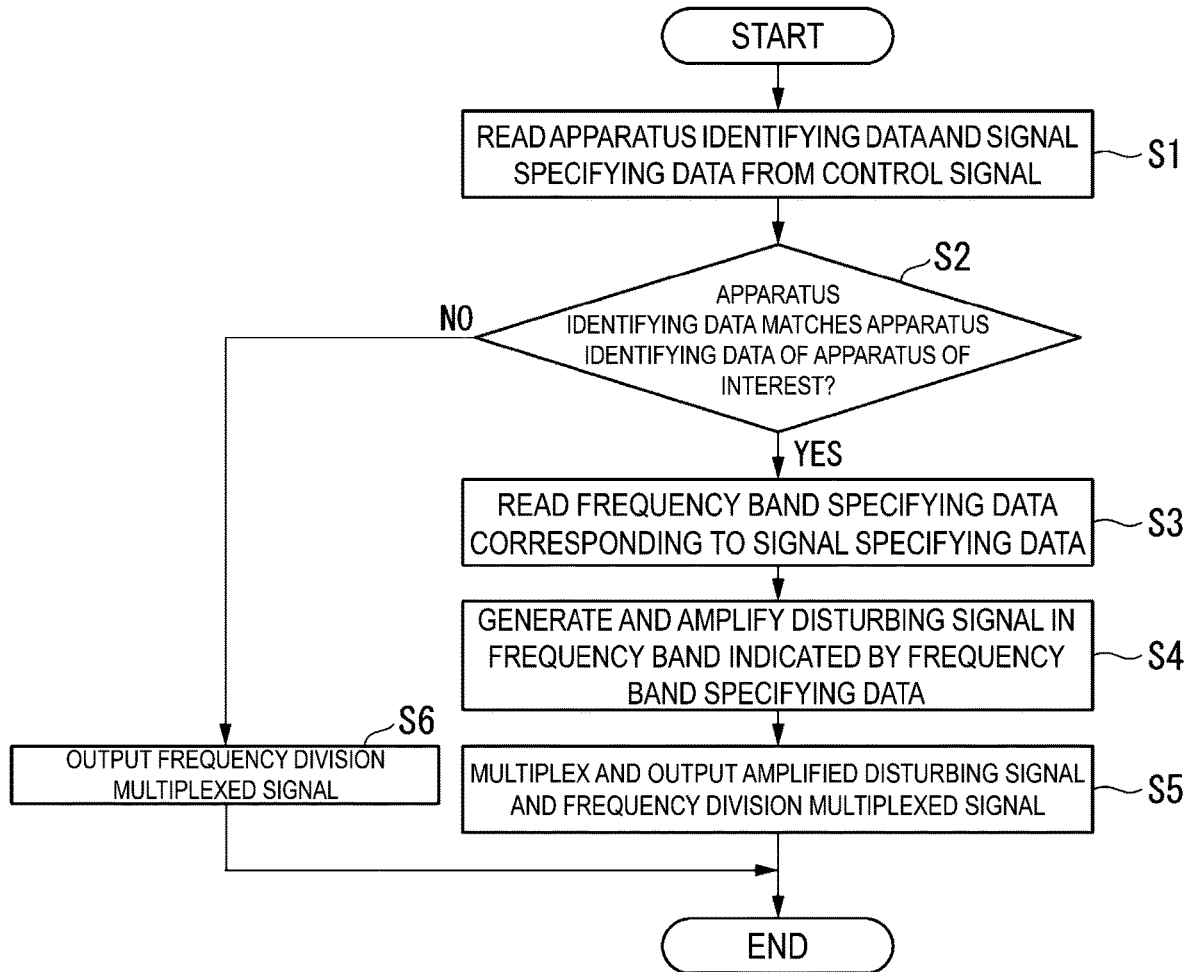 START
READ APPARATUS IDENTIFYING DATA AND SIGNAL
SPECIFYING DATA FROM CONTROL SIGNAL
S1
S2
APPARATUS
IDENTIFYING DATA MATCHES APPARATUS
IDENTIFYING DATA OF APPARATUS OF
INTEREST?
NO
YES
READ FREQUENCY BAND SPECIFYING DATA
CORRESPONDING TO SIGNAL SPECIFYING DATA
S3
GENERATE AND AMPLIFY DISTURBING SIGNAL IN
FREQUENCY BAND INDICATED BY FREQUENCY
BAND SPECIFYING DATA
S4
S6
OUTPUT FREQUENCY DIVISION
MULTIPLEXED SIGNAL
MULTIPLEX AND OUTPUT AMPLIFIED DISTURBING SIGNAL
AND FREQUENCY DIVISION MULTIPLEXED SIGNAL
S5
END